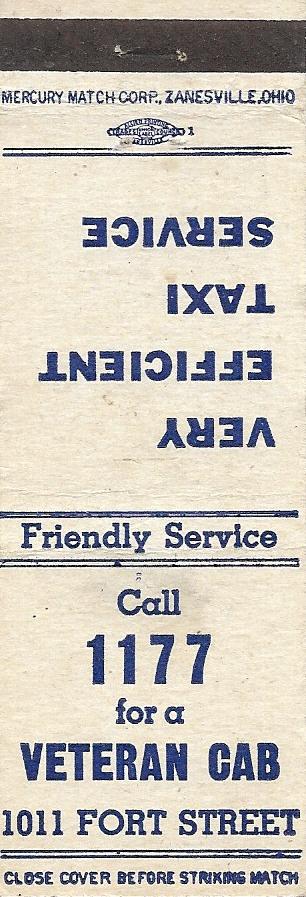 MERCURY MATCH CORP., ZANESVILLE, OHIO
1
VERY
EFFICIENT
TAXI
SERVICE
Friendly Service
Call
1177
for a
VETERAN CAB
1011 FORT STREET
CLOSE COVER BEFORE STRIKING MATCH